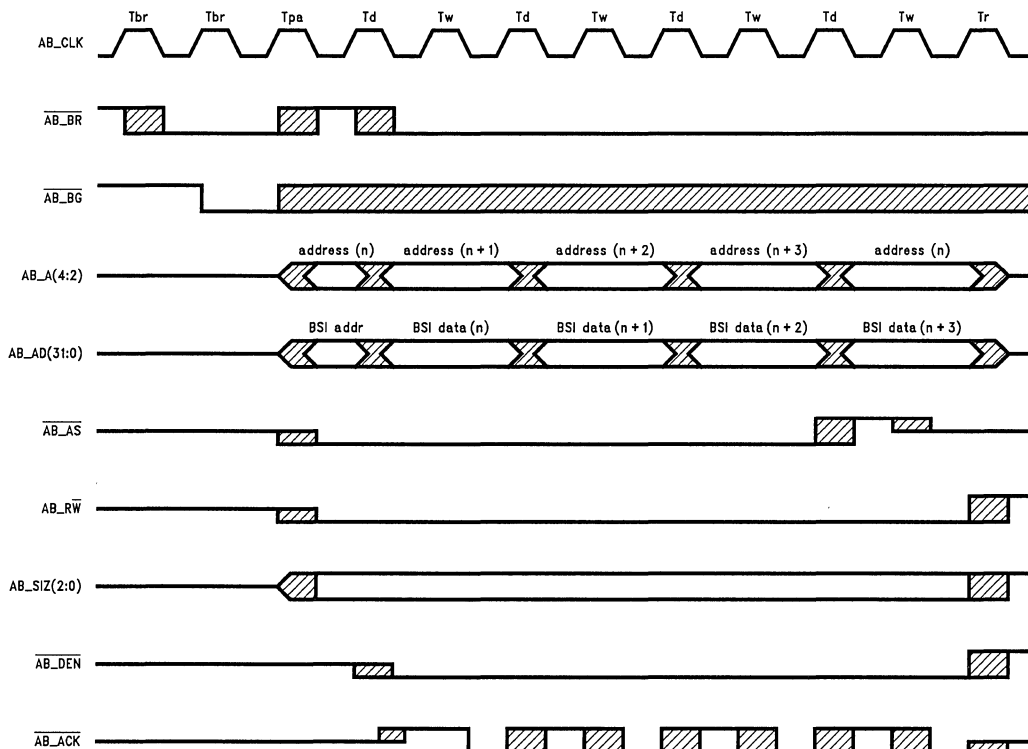 Tbr Tbr Tpa Td Tw Td Tw Td Tw Td Tw Tr
AB_CLK
AB_BR
AB_BG
address (n) address (n + 1) address (n + 2) address (n + 3) address (n)
AB_A(4:2)
BSI addr BSI data (n) BSI data (n + 1) BSI data (n + 2) BSI data (n + 3)
AB_AD(31:0)
AB_AS
AB_RW
AB_SIZ(2:0)
AB_DEN
AB_ACK